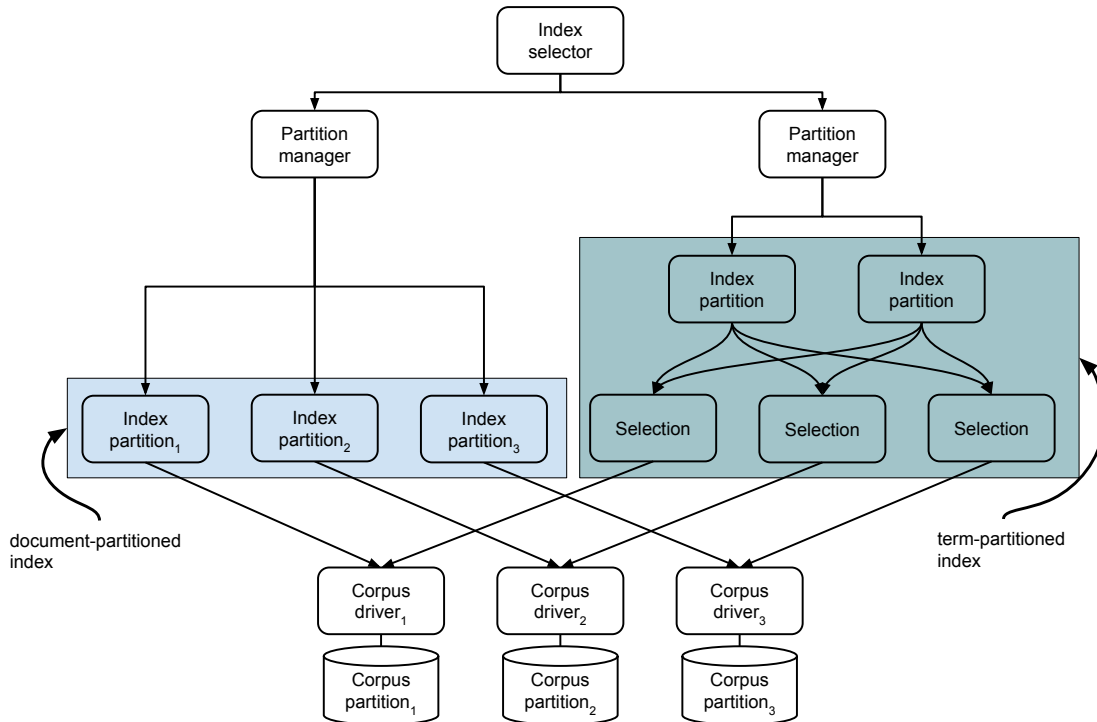 Index
selector
Partition
manager
Partition
manager
Index
partition
Index
partition
Index
partition₁
Index
partition₂
Index
partition₃
Selection
Selection
Selection
document-partitioned
index
term-partitioned
index
Corpus
driver₁
Corpus
driver₂
Corpus
driver₃
Corpus
partition₁
Corpus
partition₂
Corpus
partition₃